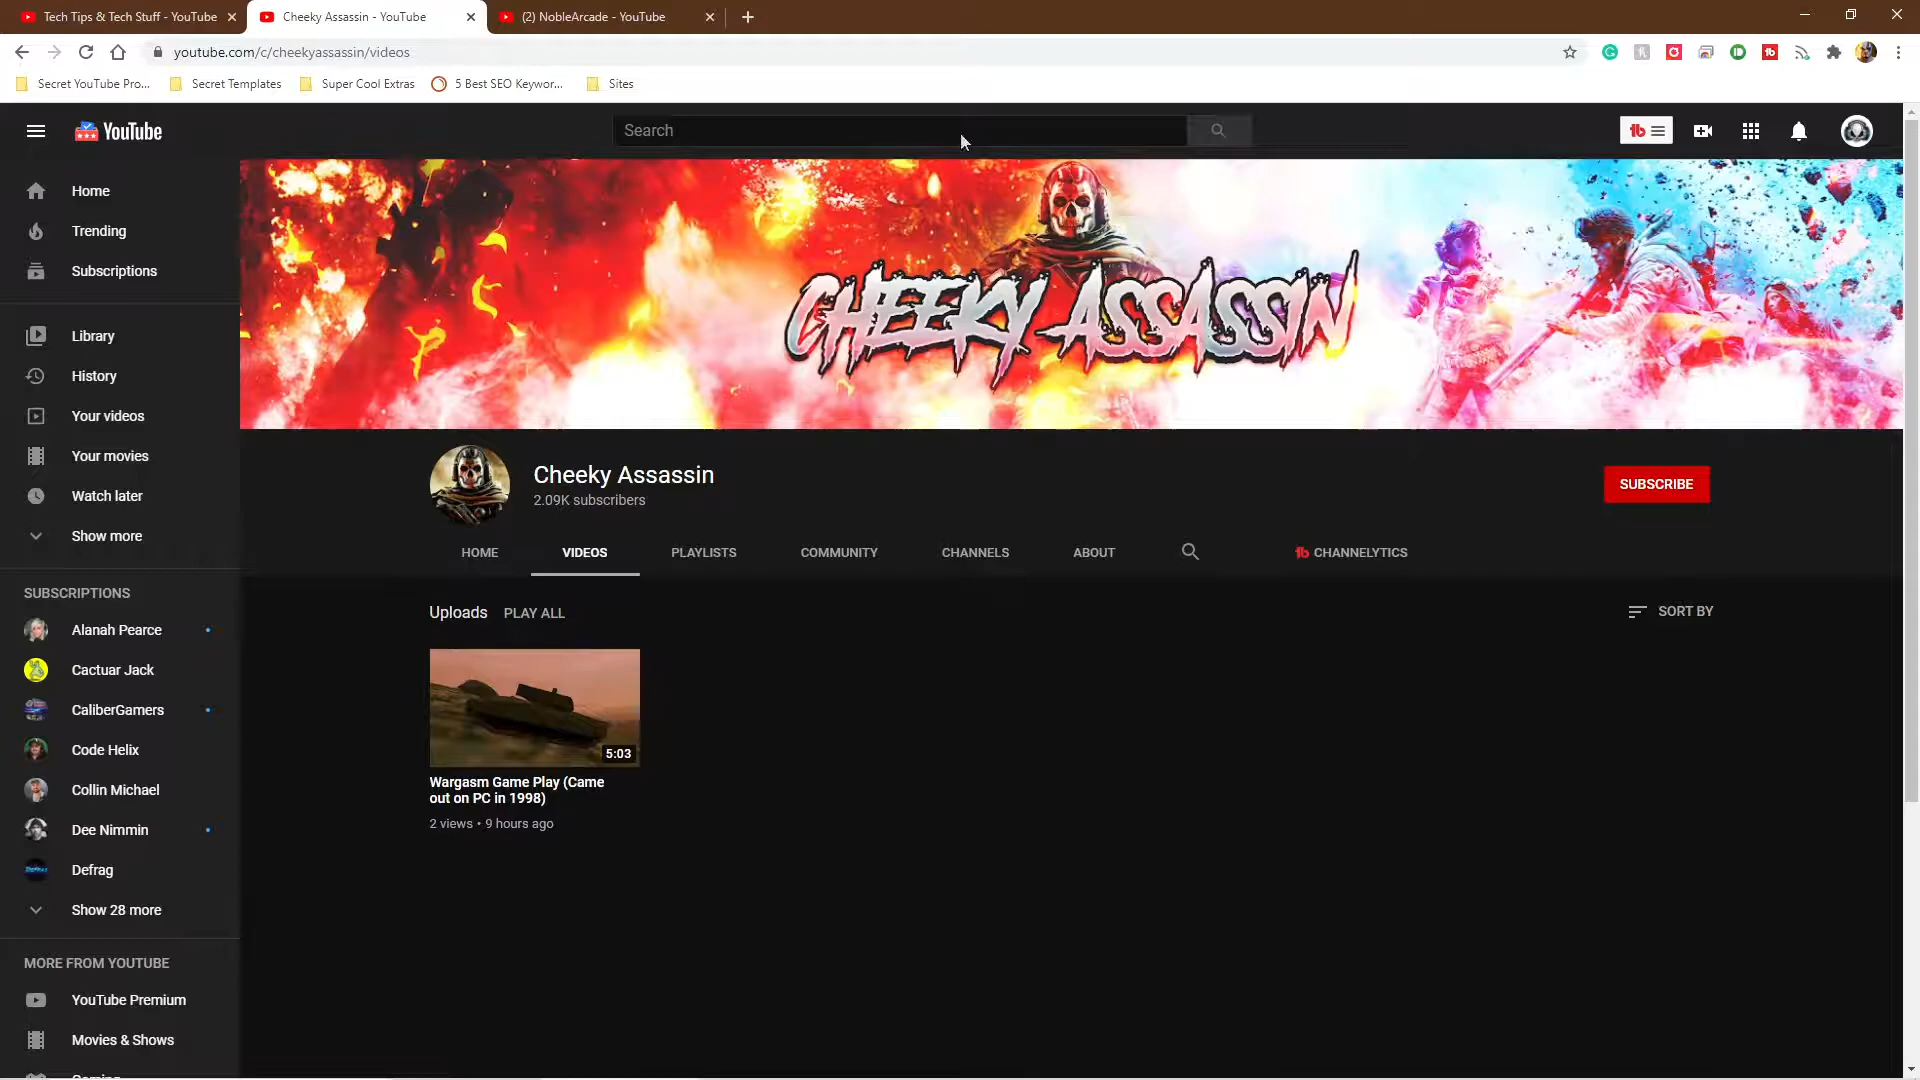 Tech Tips & Tech Stuff - YouTube
Cheeky Assassin - YouTube
(2) NobleArcade - YouTube
youtube.com/c/cheekyassassin/videos
Secret YouTube Pro...
Secret Templates
Super Cool Extras
5 Best SEO Keywor...
Sites
YouTube
Search
Home
Trending
Subscriptions
Library
History
Your videos
Your movies
Watch later
Show more
SUBSCRIPTIONS
Alanah Pearce
Cactuar Jack
CaliberGamers
Code Helix
Collin Michael
Dee Nimmin
Defrag
Show 28 more
MORE FROM YOUTUBE
YouTube Premium
Movies & Shows
CHEEKY ASSASSIN
Cheeky Assassin
2.09K subscribers
SUBSCRIBE
HOME
VIDEOS
PLAYLISTS
COMMUNITY
CHANNELS
ABOUT
tb CHANNELYTICS
Uploads
PLAY ALL
SORT BY
5:03
Wargasm Game Play (Came
out on PC in 1998)
2 views • 9 hours ago